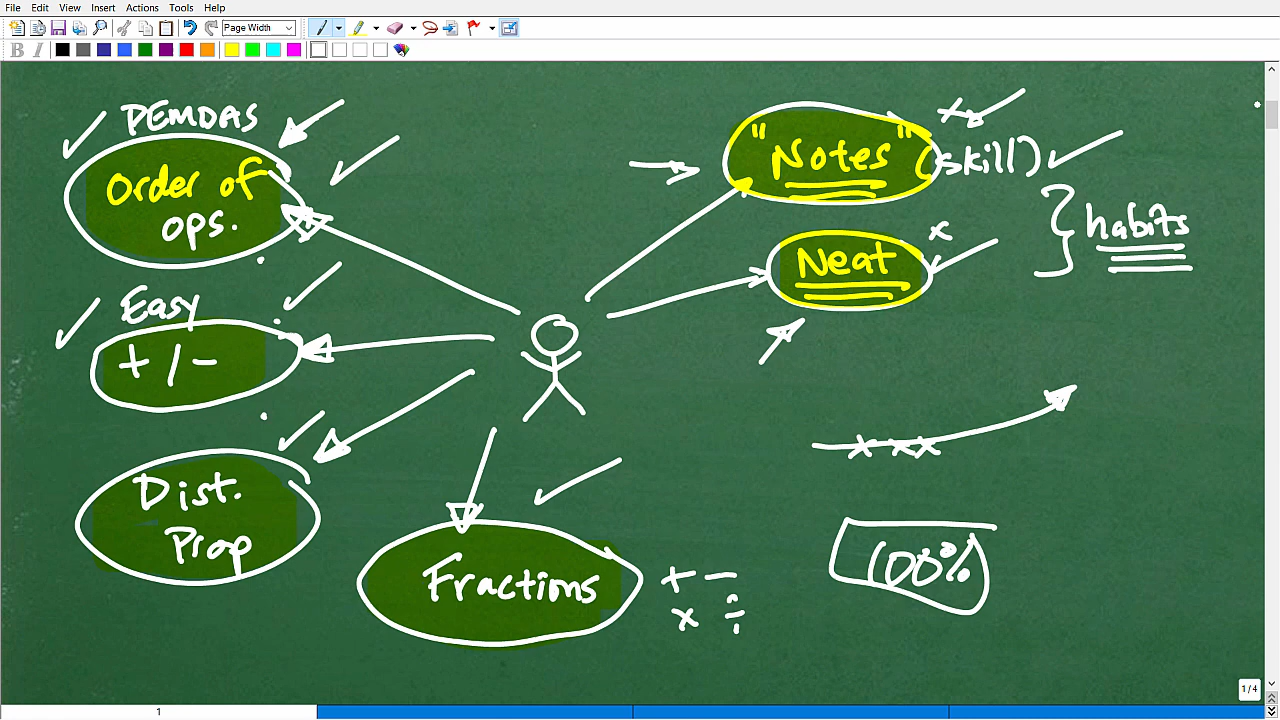 File Edit View Insert Actions Tools Help
Page Width
B I
PEMDAS
Order of
ops.
Easy
+ / -
Dist.
Prop
Fractions
+ -
x ÷
"Notes" (skill)
Neat
habits
100%
1/4
1